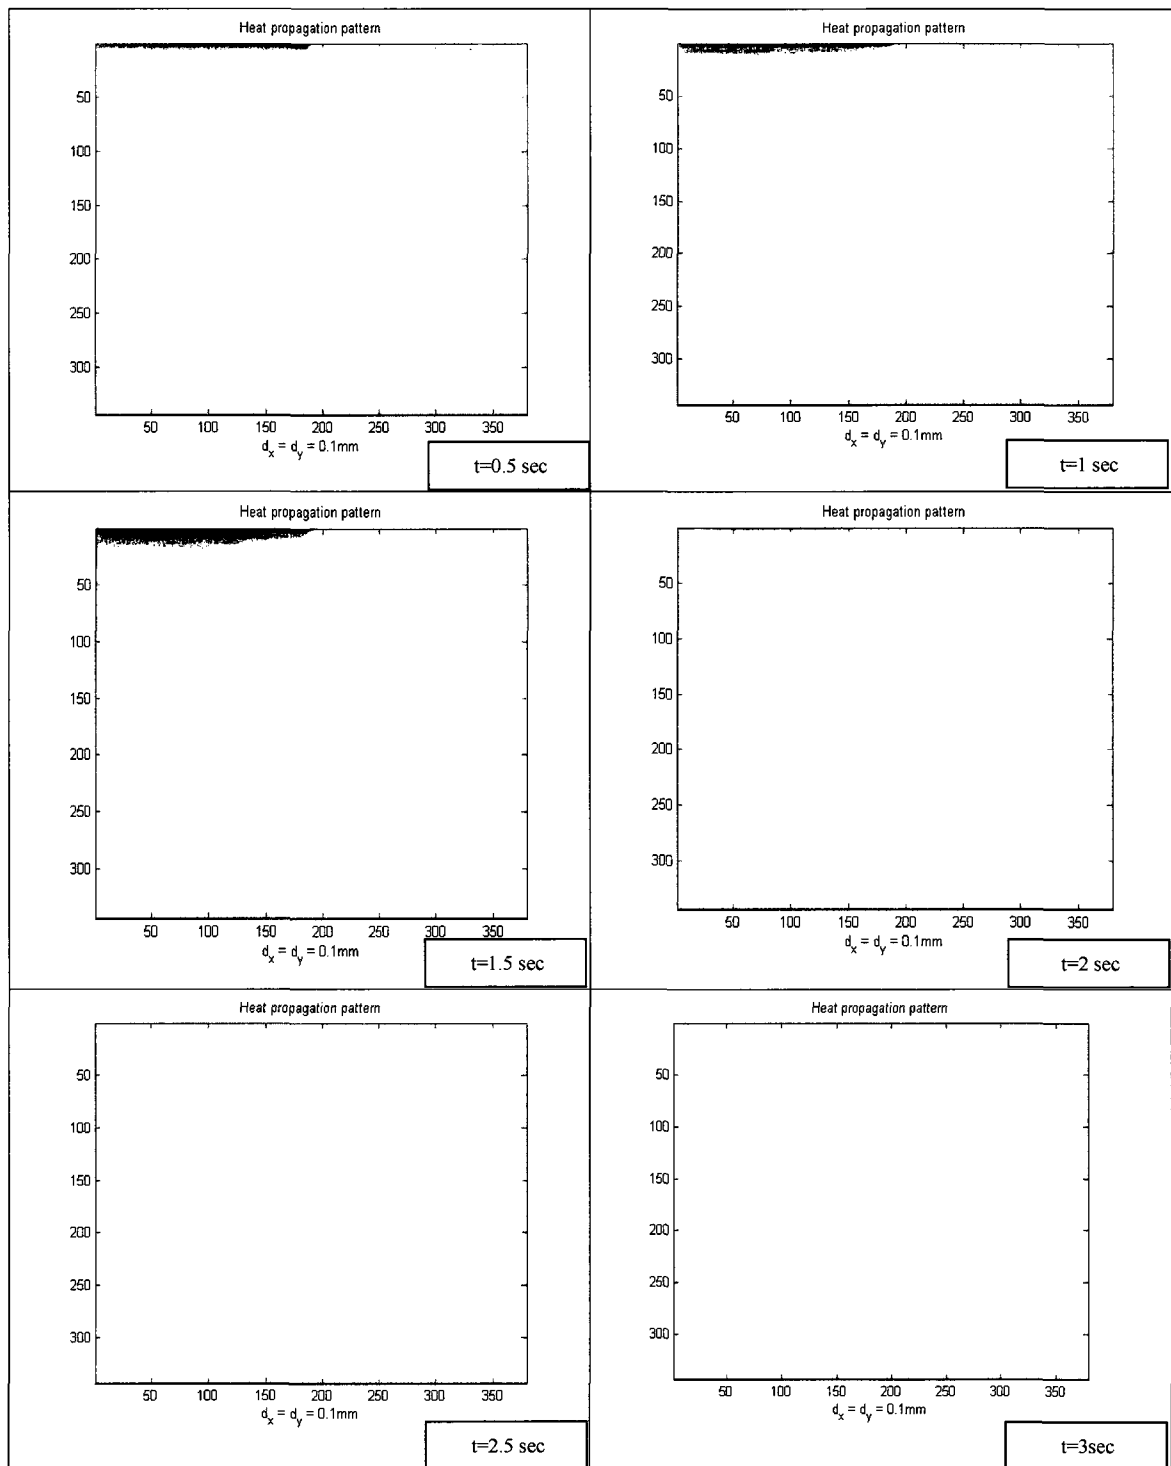 Heat propagation pattern
50
100
150
200
250
300
50 100 150 200 250 300 350
d_x = d_y = 0.1mm
t=0.5 sec
Heat propagation pattern
50
100
150
200
250
300
50 100 150 200 250 300 350
d_x = d_y = 0.1mm
t=1 sec
Heat propagation pattern
50
100
150
200
250
300
50 100 150 200 250 300 350
d_x = d_y = 0.1mm
t=1.5 sec
Heat propagation pattern
50
100
150
200
250
300
50 100 150 200 250 300 350
d_x = d_y = 0.1mm
t=2 sec
Heat propagation pattern
50
100
150
200
250
300
50 100 150 200 250 300 350
d_x = d_y = 0.1mm
t=2.5 sec
Heat propagation pattern
50
100
150
200
250
300
50 100 150 200 250 300 350
d_x = d_y = 0.1mm
t=3sec